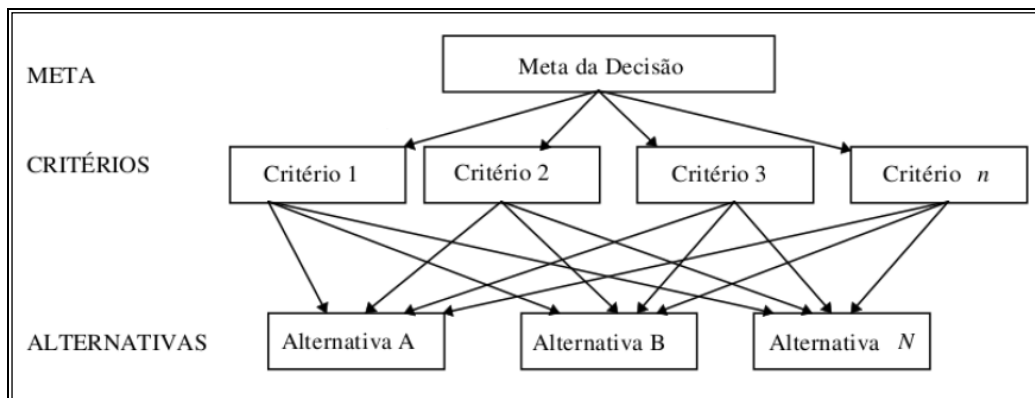 META
Meta da Decisão
CRITÉRIOS
Critério 1
Critério 2
Critério 3
Critério n
ALTERNATIVAS
Alternativa A
Alternativa B
Alternativa N